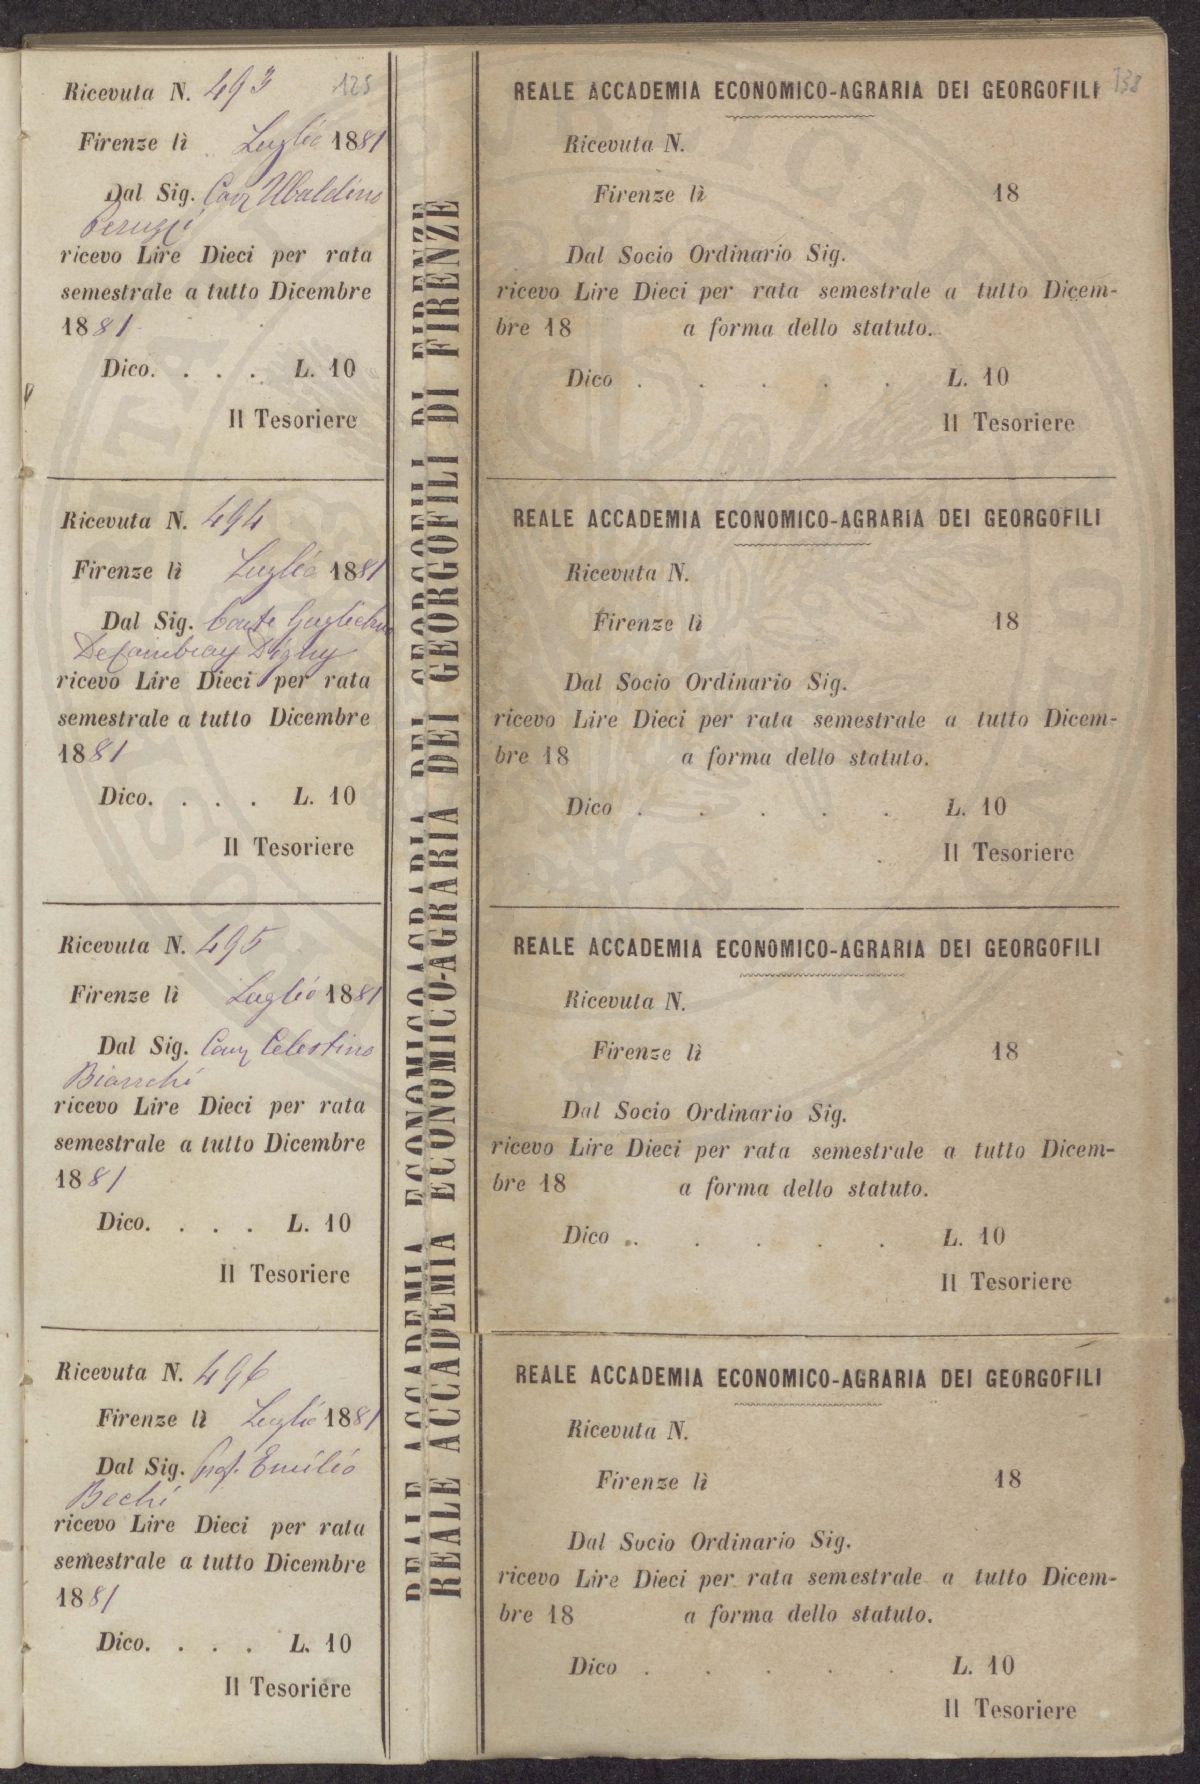 Ricevuta N. 493 125
Firenze lì Luglio 1881
Dal Sig. Cav Ubaldino
Peruzzi
ricevo Lire Dieci per rata
semestrale a tutto Dicembre
1881
Dico. . . . L. 10
Il Tesoriere
Ricevuta N. 494
Firenze lì Luglio 1881
Dal Sig. Conte Guglielmo
Decambray Digny
ricevo Lire Dieci per rata
semestrale a tutto Dicembre
1881
Dico. . . . L. 10
Il Tesoriere
Ricevuta N. 495
Firenze lì Luglio 1881
Dal Sig. Cav Celestino
Bianchi
ricevo Lire Dieci per rata
semestrale a tutto Dicembre
1881
Dico. . . . L. 10
Il Tesoriere
Ricevuta N. 496
Firenze lì Luglio 1881
Dal Sig. Prof. Emilio
Bechi
ricevo Lire Dieci per rata
semestrale a tutto Dicembre
1881
Dico. . . . L. 10
Il Tesoriere
REALE ACCADEMIA ECONOMICO-AGRARIA DEI GEORGOFILI DI FIRENZE
REALE ACCADEMIA ECONOMICO-AGRARIA DEI GEORGOFILI DI FIRENZE
REALE ACCADEMIA ECONOMICO-AGRARIA DEI GEORGOFILI 138
Ricevuta N.
Firenze lì 18
Dal Socio Ordinario Sig.
ricevo Lire Dieci per rata semestrale a tutto Dicem-
bre 18 a forma dello statuto.
Dico . . . . . L. 10
Il Tesoriere
REALE ACCADEMIA ECONOMICO-AGRARIA DEI GEORGOFILI
Ricevuta N.
Firenze lì 18
Dal Socio Ordinario Sig.
ricevo Lire Dieci per rata semestrale a tutto Dicem-
bre 18 a forma dello statuto.
Dico . . . . . L. 10
Il Tesoriere
REALE ACCADEMIA ECONOMICO-AGRARIA DEI GEORGOFILI
Ricevuta N.
Firenze lì 18
Dal Socio Ordinario Sig.
ricevo Lire Dieci per rata semestrale a tutto Dicem-
bre 18 a forma dello statuto.
Dico . . . . . L. 10
Il Tesoriere
REALE ACCADEMIA ECONOMICO-AGRARIA DEI GEORGOFILI
Ricevuta N.
Firenze lì 18
Dal Socio Ordinario Sig.
ricevo Lire Dieci per rata semestrale a tutto Dicem-
bre 18 a forma dello statuto.
Dico . . . . . L. 10
Il Tesoriere